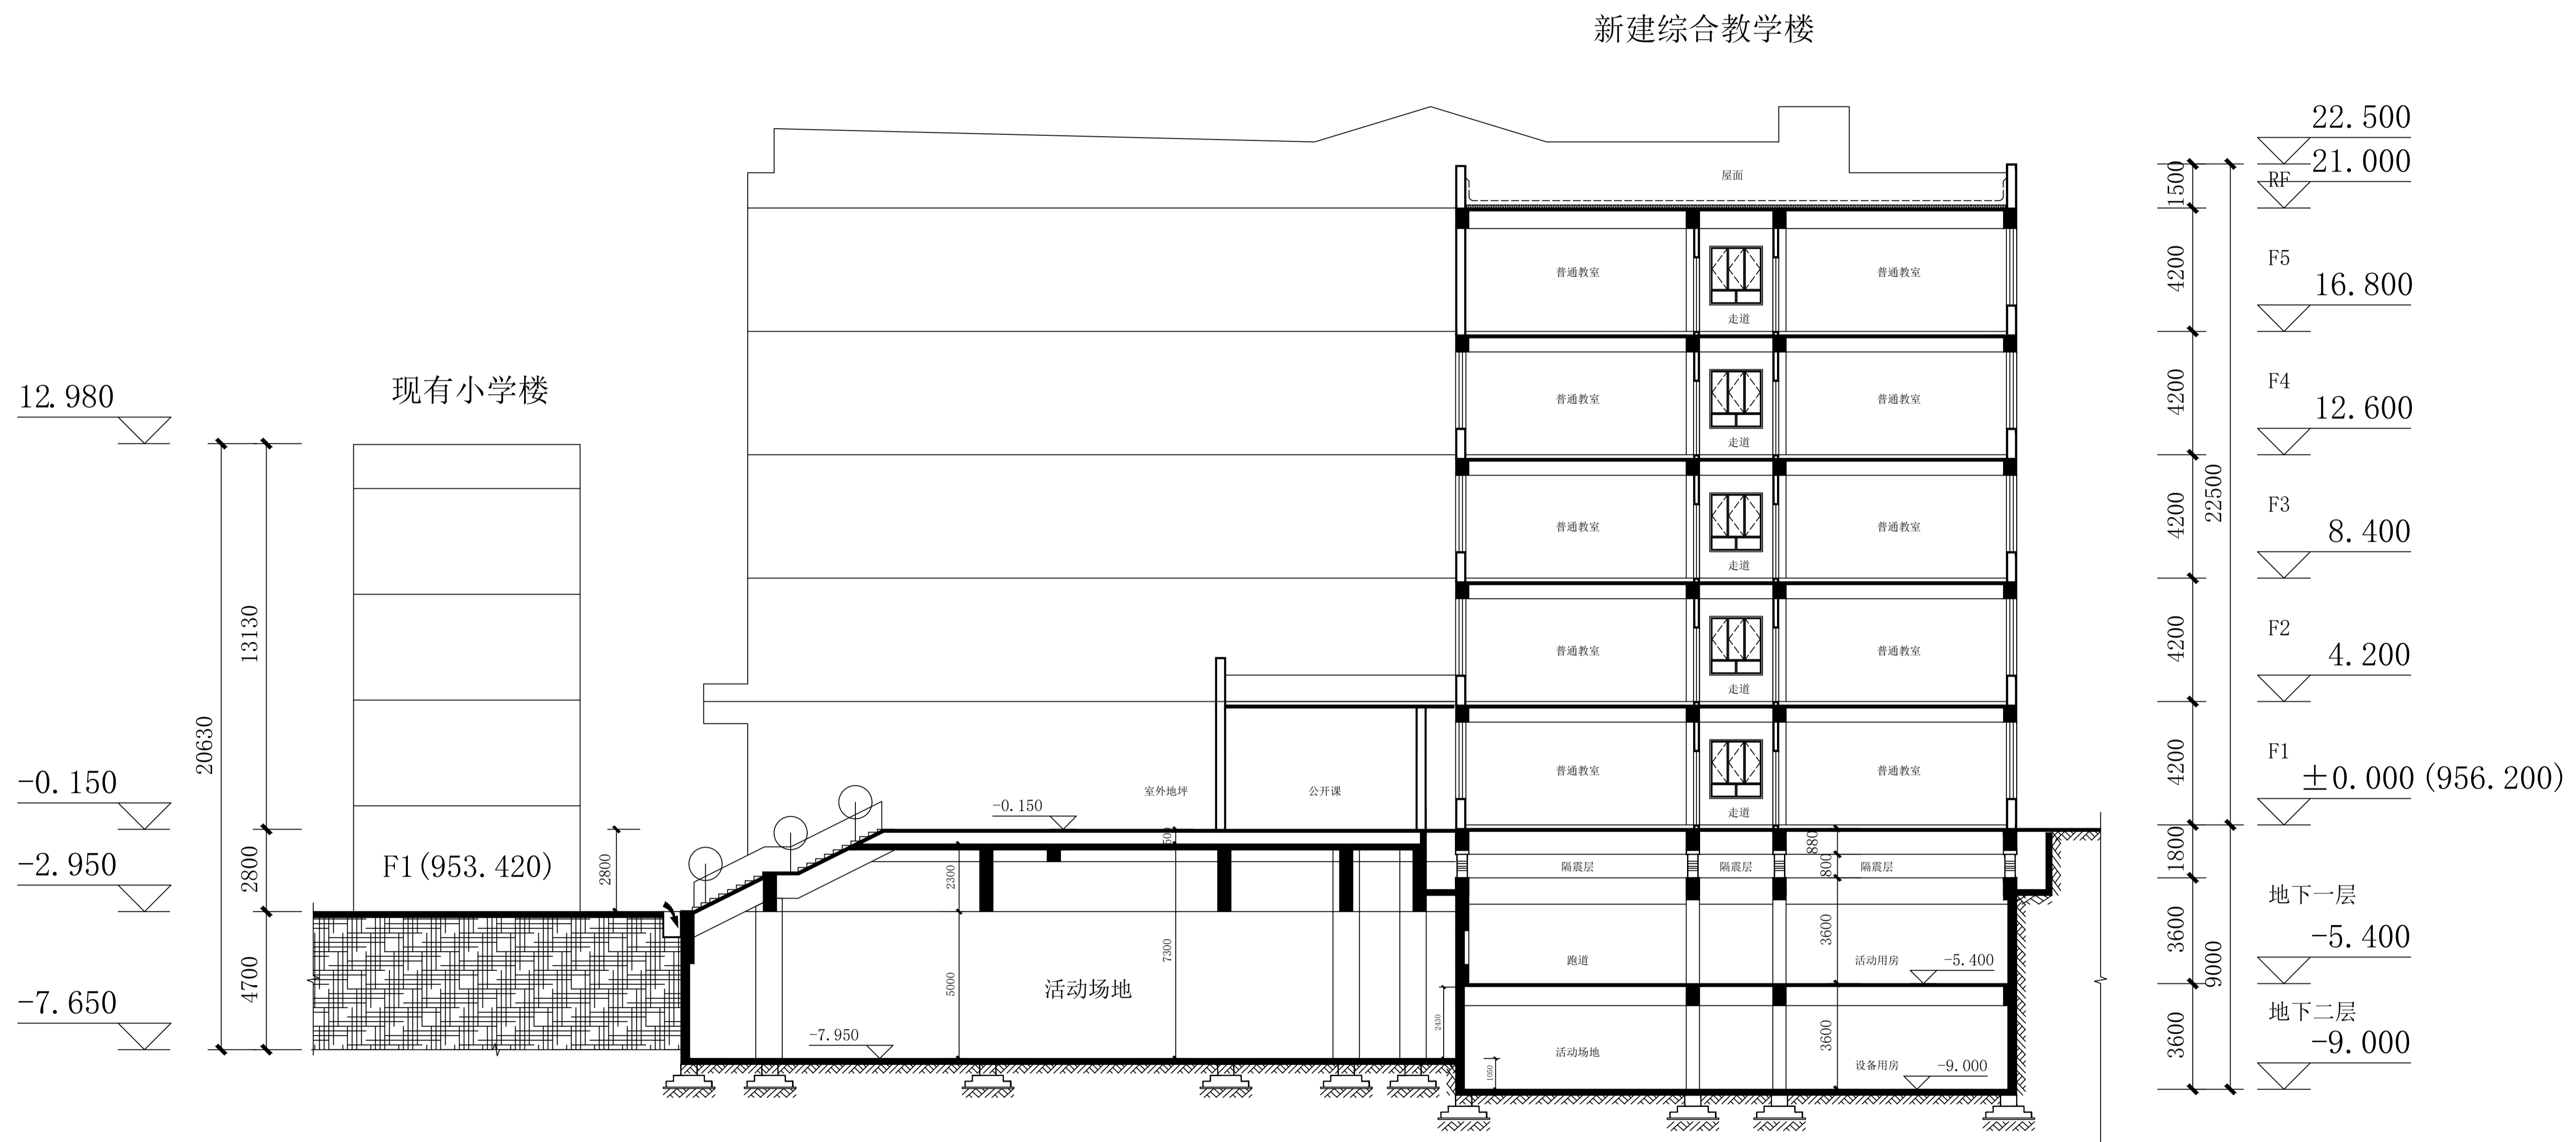 新建综合教学楼
现有小学楼
12.980
-0.150
-2.950
-7.650
20630
13130
2800
4700
F1(953.420)
2800
室外地坪
公开课
-0.150
500
2300
5000
7300
活动场地
-7.950
2430
1050
屋面
普通教室
走道
普通教室
普通教室
走道
普通教室
普通教室
走道
普通教室
普通教室
走道
普通教室
普通教室
走道
普通教室
隔震层
隔震层
隔震层
880
800
3600
跑道
活动用房
-5.400
3600
活动场地
设备用房
-9.000
1500
4200
4200
4200
4200
4200
1800
3600
3600
22500
9000
22.500
21.000
RF
F5
16.800
F4
12.600
F3
8.400
F2
4.200
F1
±0.000(956.200)
地下一层
-5.400
地下二层
-9.000